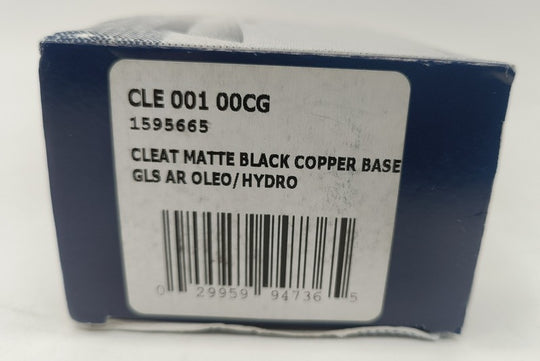 CLE 001 00CG
1595665
CLEAT MATTE BLACK COPPER BASE
GLS AR OLEO/HYDRO
0 29959 94736 5